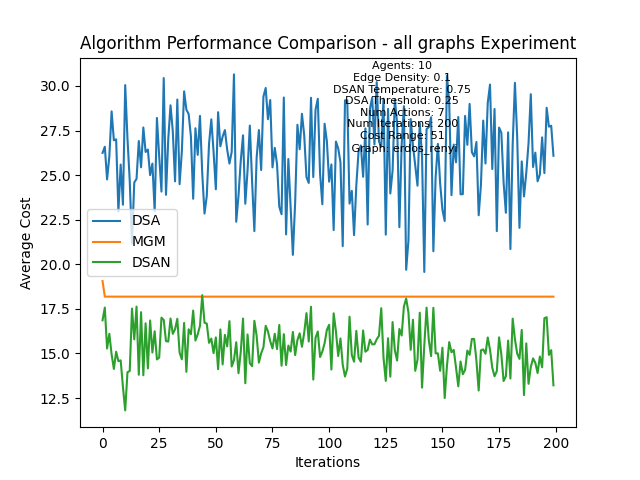 Algorithm Performance Comparison - all graphs Experiment
Agents: 10
Edge Density: 0.1
DSAN Temperature: 0.75
DSA Threshold: 0.25
Num Actions: 7
Num Iterations: 200
Cost Range: 51
Graph: erdos_renyi
30.0
27.5
25.0
22.5
20.0
17.5
15.0
12.5
Average Cost
DSA
MGM
DSAN
0 25 50 75 100 125 150 175 200
Iterations